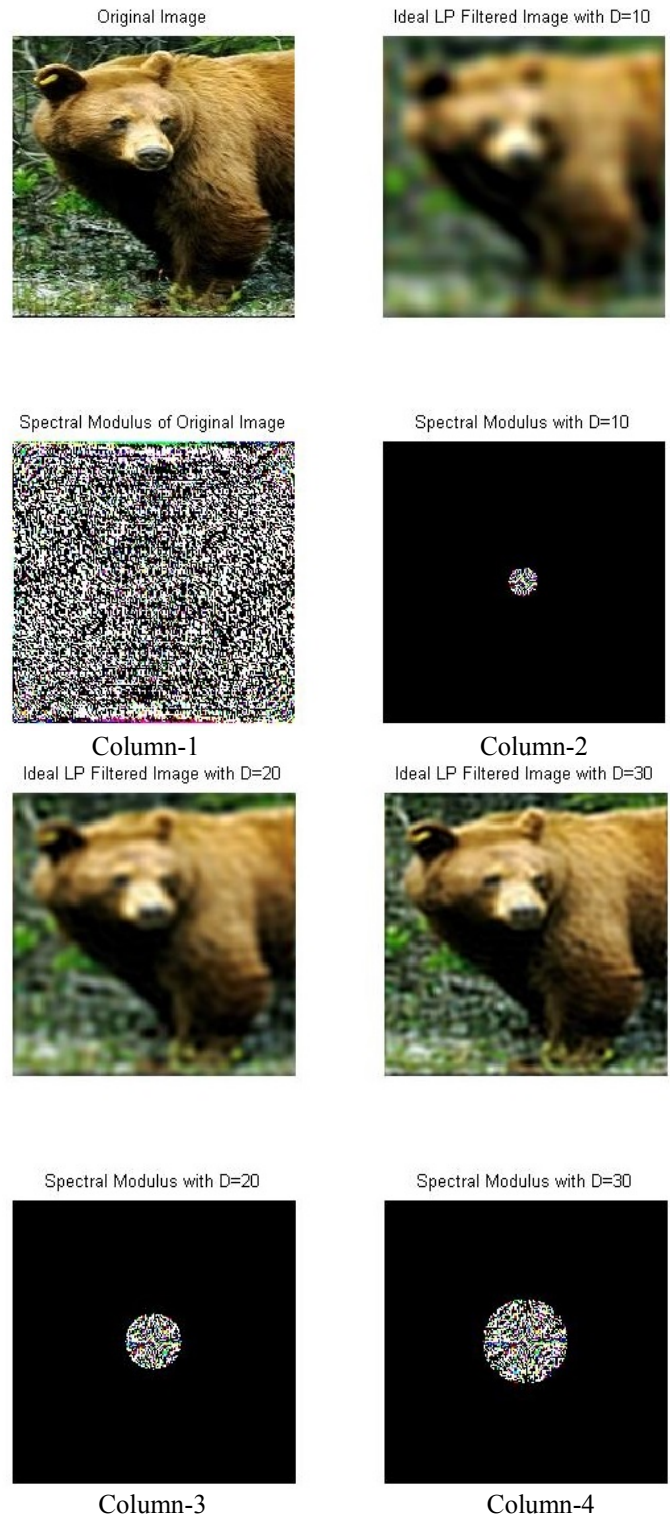 Original Image
Ideal LP Filtered Image with D=10
Spectral Modulus of Original Image
Spectral Modulus with D=10
Column-1
Column-2
Ideal LP Filtered Image with D=20
Ideal LP Filtered Image with D=30
Spectral Modulus with D=20
Spectral Modulus with D=30
Column-3
Column-4